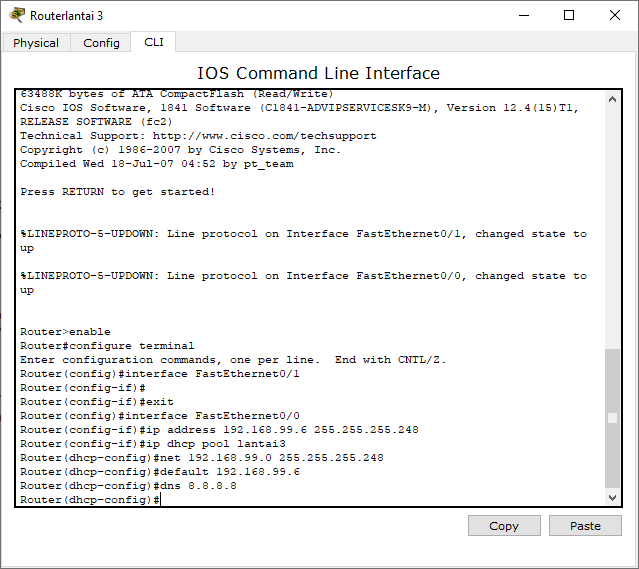 Routerlantai 3
Physical Config CLI
IOS Command Line Interface
63488K bytes of ATA CompactFlash (Read/Write)
Cisco IOS Software, 1841 Software (C1841-ADVIPSERVICESK9-M), Version 12.4(15)T1,
RELEASE SOFTWARE (fc2)
Technical Support: http://www.cisco.com/techsupport
Copyright (c) 1986-2007 by Cisco Systems, Inc.
Compiled Wed 18-Jul-07 04:52 by pt_team
Press RETURN to get started!
%LINEPROTO-5-UPDOWN: Line protocol on Interface FastEthernet0/1, changed state to
up
%LINEPROTO-5-UPDOWN: Line protocol on Interface FastEthernet0/0, changed state to
up
Router>enable
Router#configure terminal
Enter configuration commands, one per line.  End with CNTL/Z.
Router(config)#interface FastEthernet0/1
Router(config-if)#
Router(config-if)#exit
Router(config)#interface FastEthernet0/0
Router(config-if)#ip address 192.168.99.6 255.255.255.248
Router(config-if)#ip dhcp pool lantai3
Router(dhcp-config)#net 192.168.99.0 255.255.255.248
Router(dhcp-config)#default 192.168.99.6
Router(dhcp-config)#dns 8.8.8.8
Router(dhcp-config)#
Copy Paste